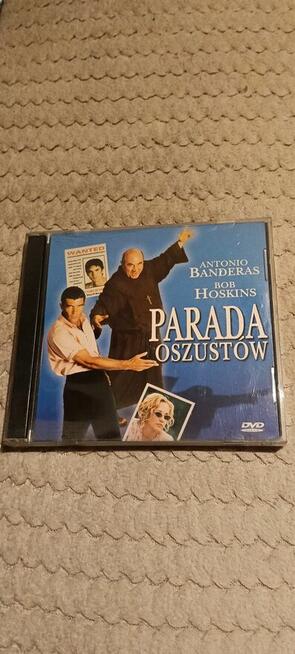 WANTED
ANTONIO
BANDERAS
BOB
HOSKINS
PARADA
OSZUSTÓW
DVD